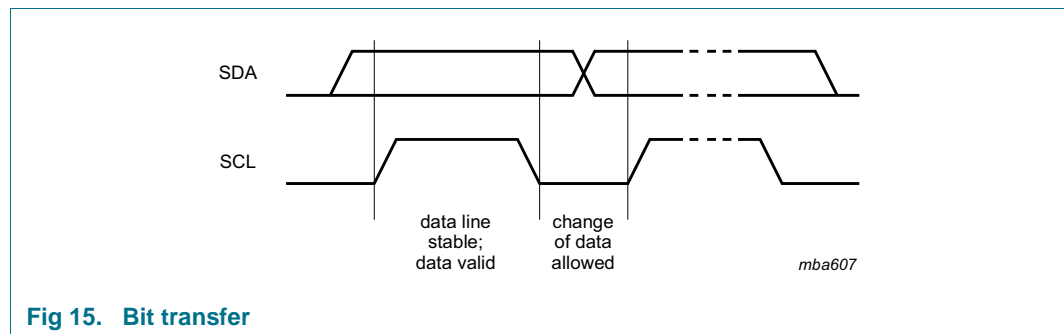 SDA
SCL
data line
stable;
data valid
change
of data
allowed
mba607
Fig 15. Bit transfer